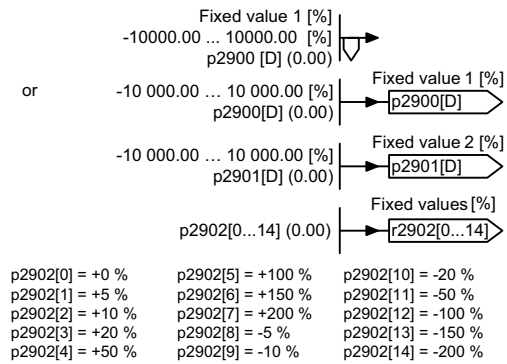 Fixed value 1 [%]
-10000.00 ... 10000.00 [%]
p2900 [D] (0.00)
or
-10 000.00 … 10 000.00 [%]
p2900[D] (0.00)
Fixed value 1 [%]
p2900[D]
-10 000.00 … 10 000.00 [%]
p2901[D] (0.00)
Fixed value 2 [%]
p2901[D]
p2902[0...14] (0.00)
Fixed values [%]
r2902[0...14]
p2902[0] = +0 %
p2902[1] = +5 %
p2902[2] = +10 %
p2902[3] = +20 %
p2902[4] = +50 %
p2902[5] = +100 %
p2902[6] = +150 %
p2902[7] = +200 %
p2902[8] = -5 %
p2902[9] = -10 %
p2902[10] = -20 %
p2902[11] = -50 %
p2902[12] = -100 %
p2902[13] = -150 %
p2902[14] = -200 %